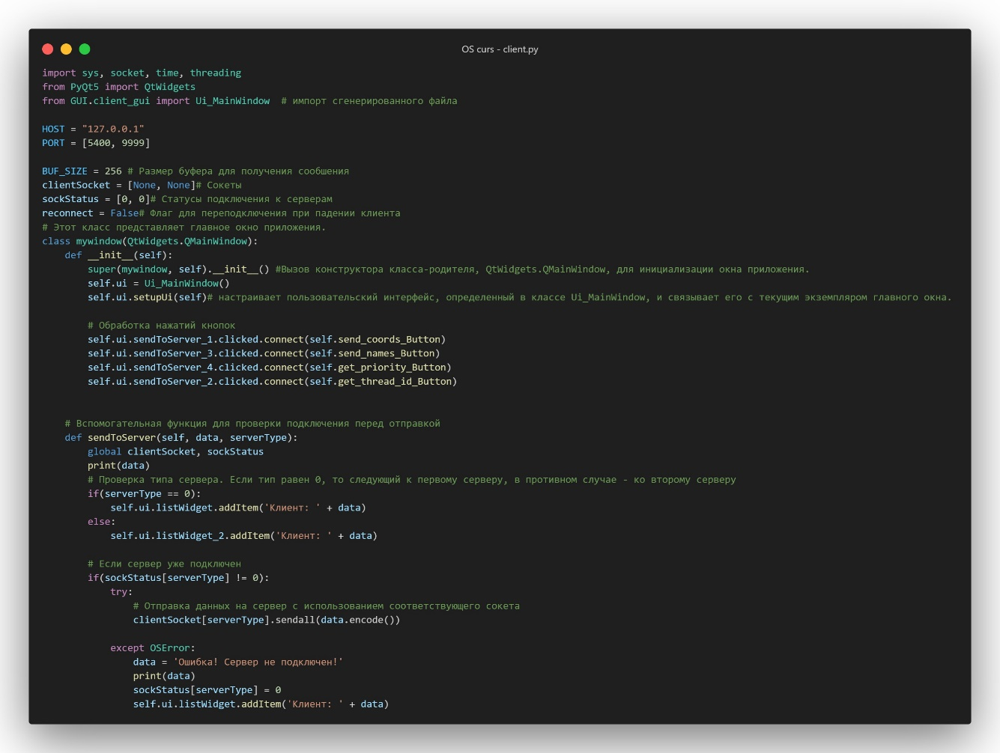 OS curs - client.py
import sys, socket, time, threading
from PyQt5 import QtWidgets
from GUI.client_gui import Ui_MainWindow  # импорт сгенерированного файла
HOST = "127.0.0.1"
PORT = [5400, 9999]
BUF_SIZE = 256 # Размер буфера для получения сообшения
clientSocket = [None, None]# Сокеты
sockStatus = [0, 0]# Статусы подключения к серверам
reconnect = False# Флаг для переподключения при падении клиента
# Этот класс представляет главное окно приложения.
class mywindow(QtWidgets.QMainWindow):
    def __init__(self):
        super(mywindow, self).__init__() #Вызов конструктора класса-родителя, QtWidgets.QMainWindow, для инициализации окна приложения.
        self.ui = Ui_MainWindow()
        self.ui.setupUi(self)# настраивает пользовательский интерфейс, определенный в классе Ui_MainWindow, и связывает его с текущим экземпляром главного окна.
        # Обработка нажатий кнопок
        self.ui.sendToServer_1.clicked.connect(self.send_coords_Button)
        self.ui.sendToServer_3.clicked.connect(self.send_names_Button)
        self.ui.sendToServer_4.clicked.connect(self.get_priority_Button)
        self.ui.sendToServer_2.clicked.connect(self.get_thread_id_Button)
    # Вспомогательная функция для проверки подключения перед отправкой
    def sendToServer(self, data, serverType):
        global clientSocket, sockStatus
        print(data)
        # Проверка типа сервера. Если тип равен 0, то следующий к первому серверу, в противном случае - ко второму серверу
        if(serverType == 0):
            self.ui.listWidget.addItem('Клиент: ' + data)
        else:
            self.ui.listWidget_2.addItem('Клиент: ' + data)
        # Если сервер уже подключен
        if(sockStatus[serverType] != 0):
            try:
                # Отправка данных на сервер с использованием соответствующего сокета
                clientSocket[serverType].sendall(data.encode())
            except OSError:
                data = 'Ошибка! Сервер не подключен!'
                print(data)
                sockStatus[serverType] = 0
                self.ui.listWidget.addItem('Клиент: ' + data)